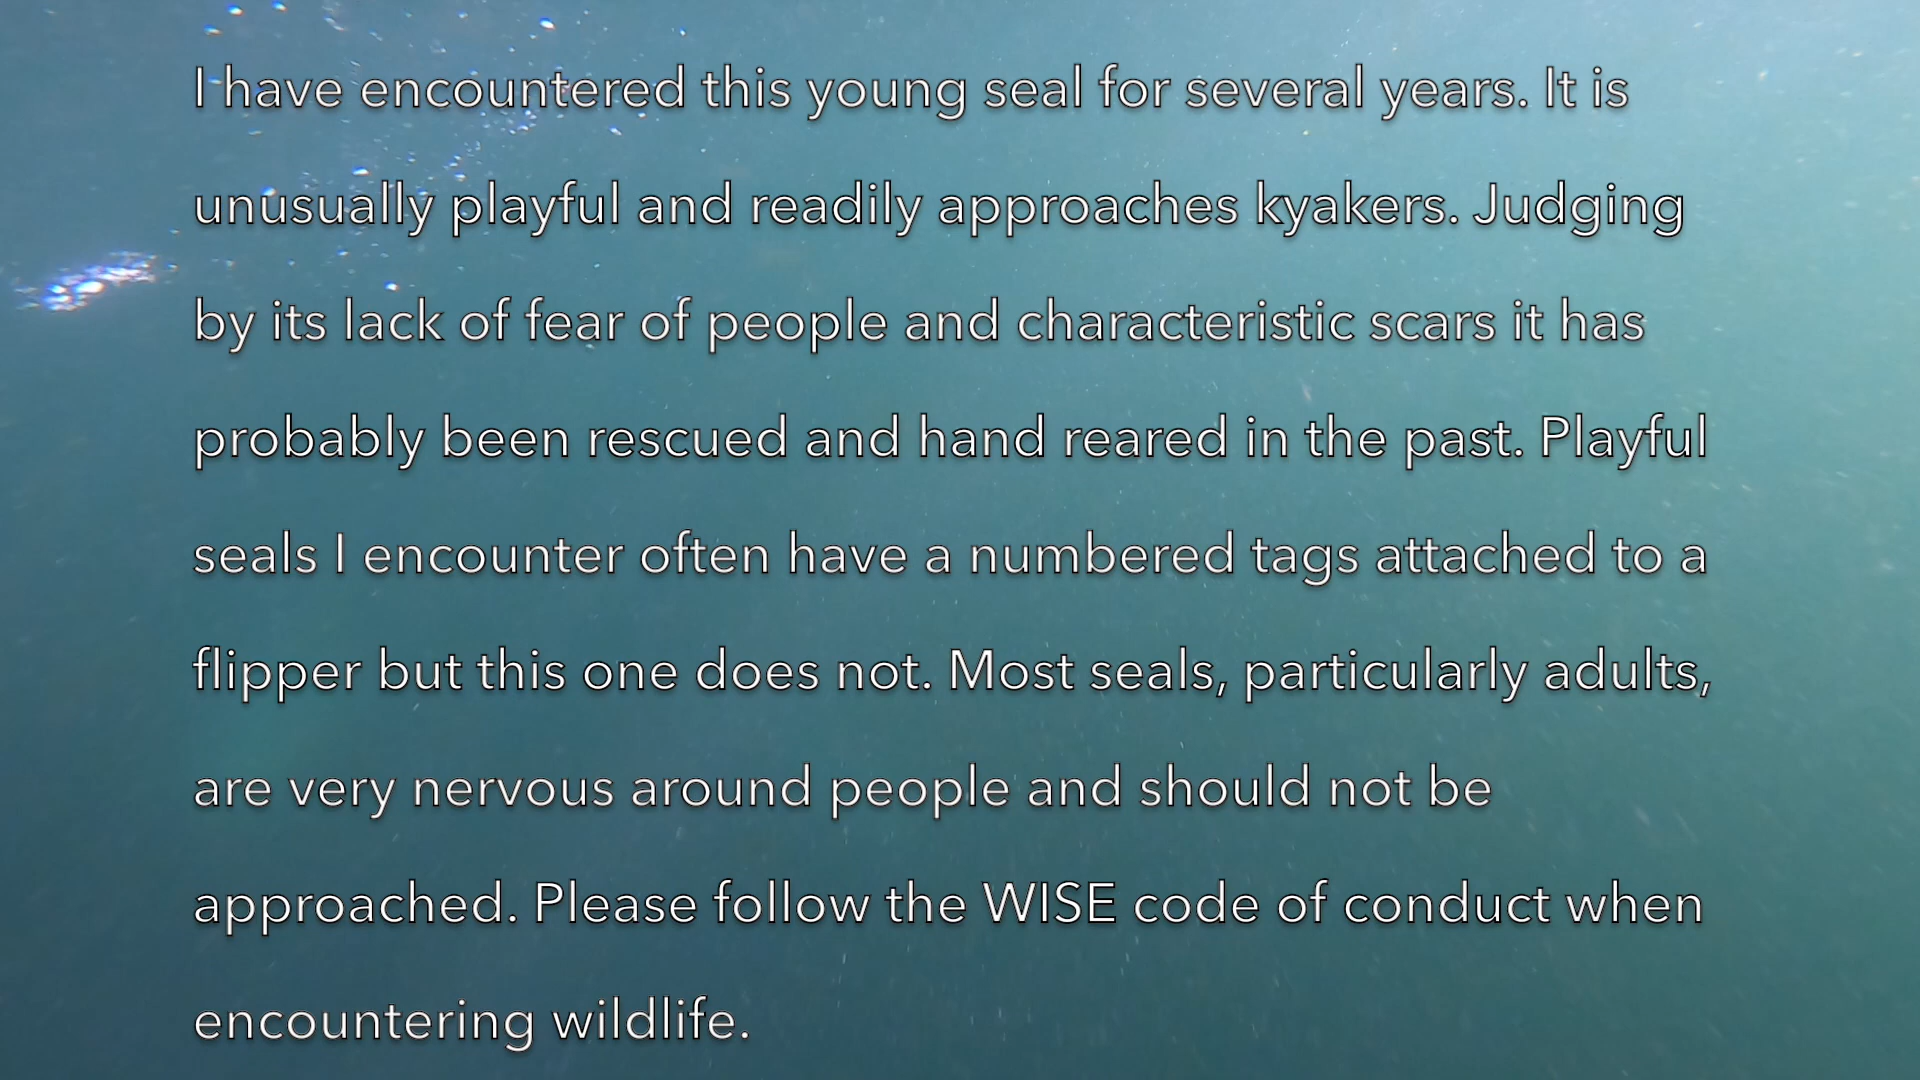 I have encountered this young seal for several years. It is
unusually playful and readily approaches kyakers. Judging
by its lack of fear of people and characteristic scars it has
probably been rescued and hand reared in the past. Playful
seals I encounter often have a numbered tags attached to a
flipper but this one does not. Most seals, particularly adults,
are very nervous around people and should not be
approached. Please follow the WISE code of conduct when
encountering wildlife.